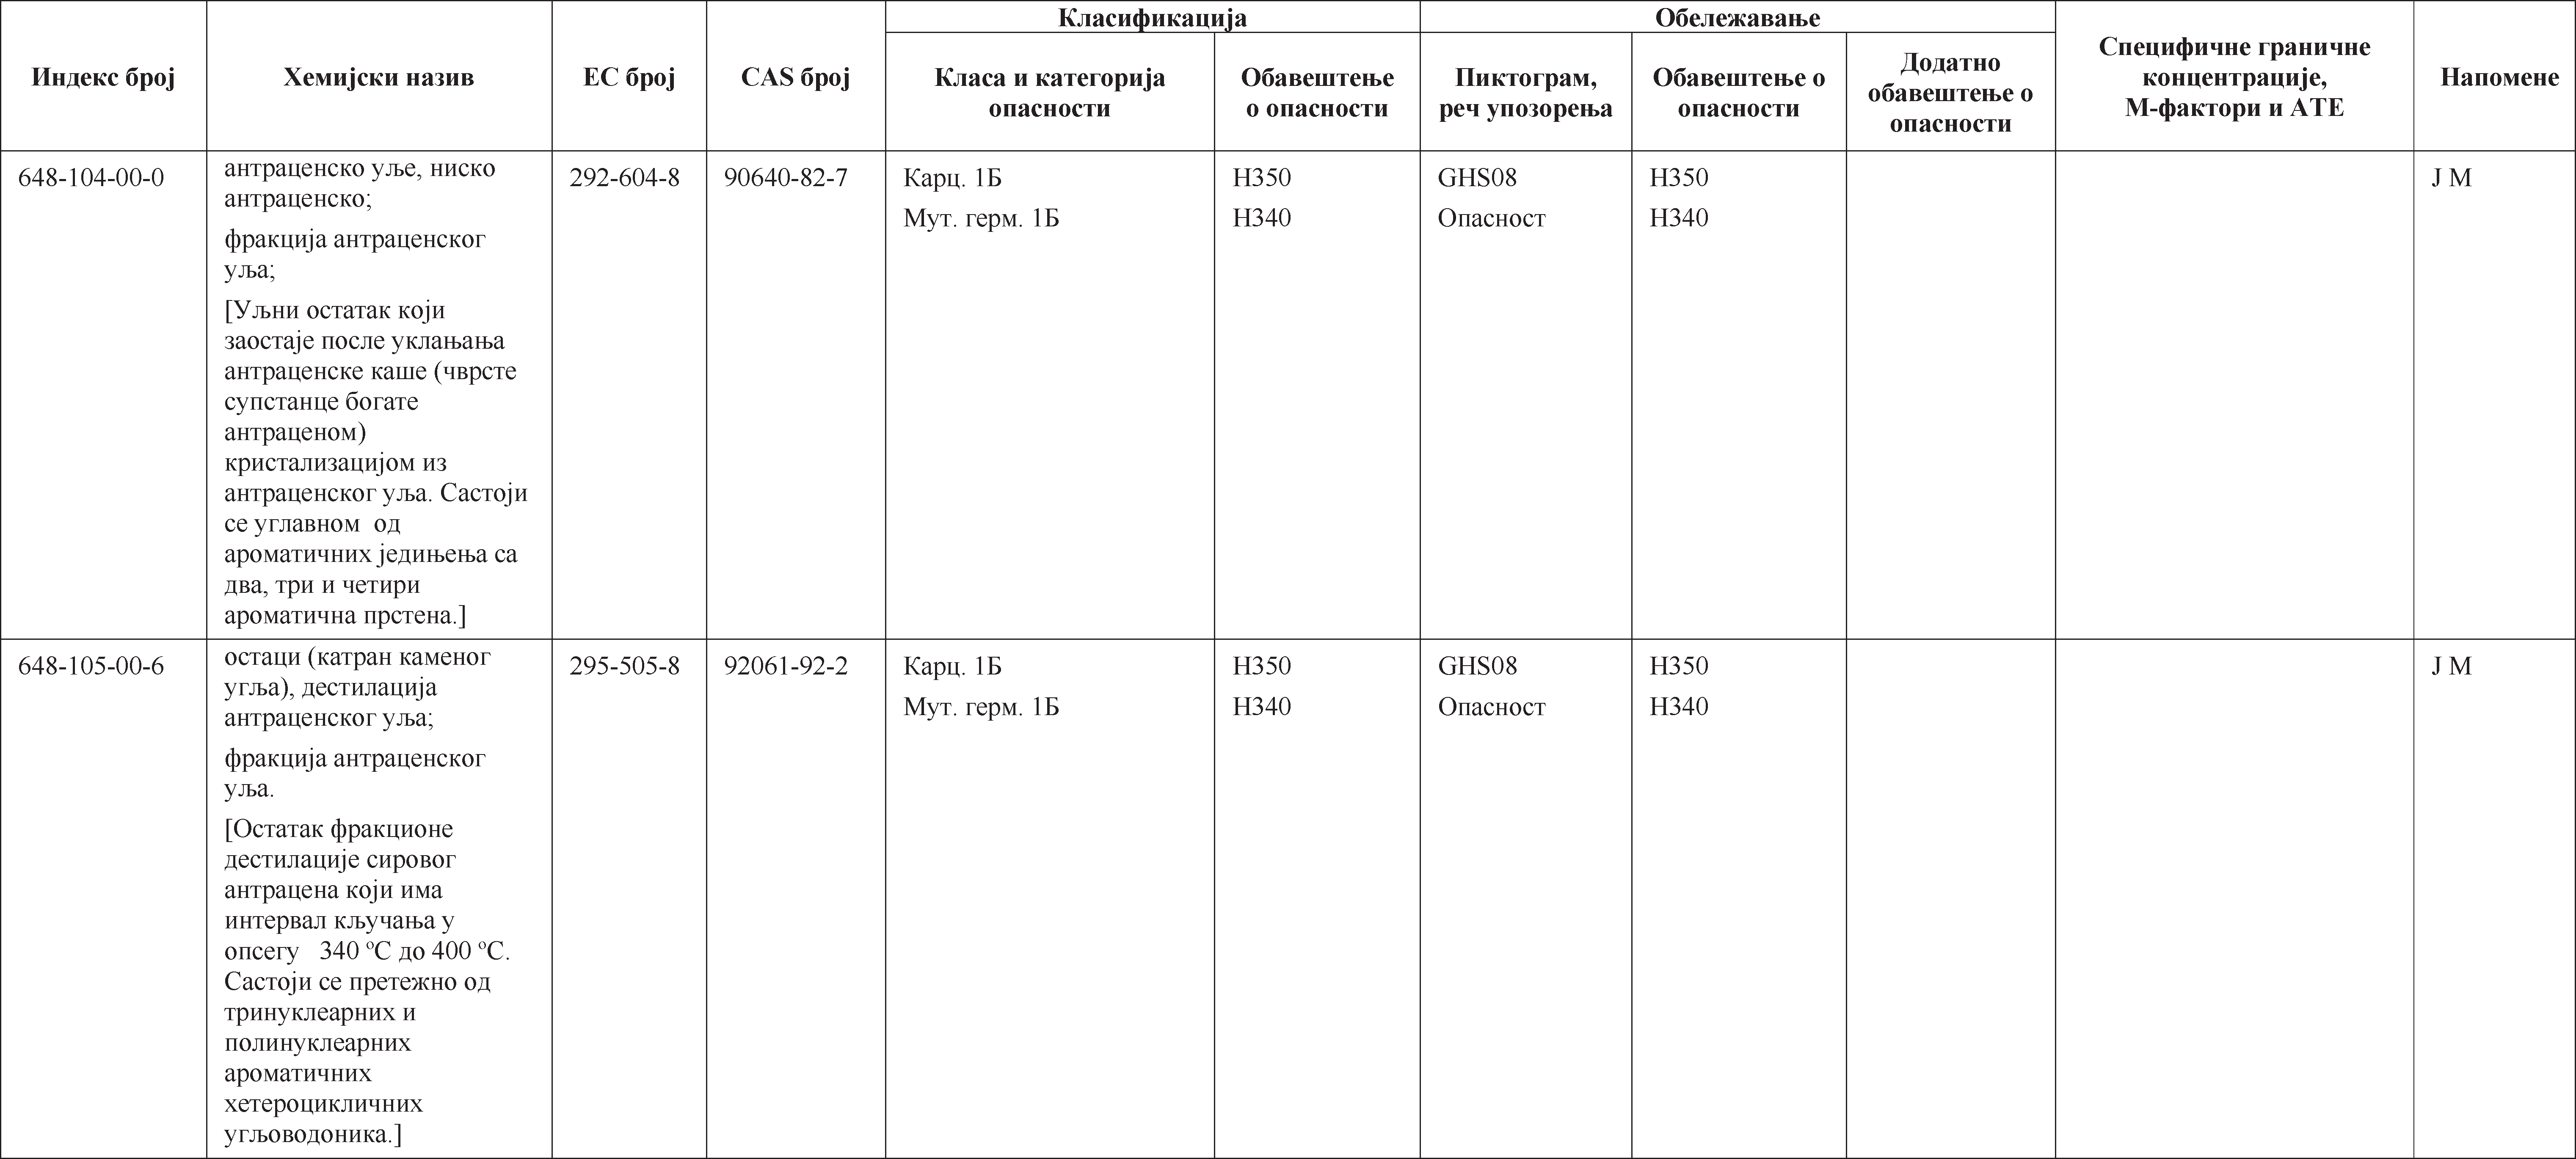 Индекс број
Хемијски назив
ЕС број
CAS број
Класификација
Обележавање
Класа и категорија
опасности
Обавештење
о опасности
Пиктограм,
реч упозорења
Обавештење о
опасности
Додатно
обавештење о
опасности
Специфичне граничне
концентрације,
М-фактори и АТЕ
Напомене
648-104-00-0
антраценско уље, ниско
антраценско;
фракција антраценског
уља;
[Уљни остатак који
заостаје после уклањања
антраценске каше (чврсте
супстанце богате
антраценом)
кристализацијом из
антраценског уља. Састоји
се углавном  од
ароматичних једињења са
два, три и четири
ароматична прстена.]
292-604-8
90640-82-7
Карц. 1Б
Мут. герм. 1Б
H350
H340
GHS08
Опасност
H350
H340
J M
648-105-00-6
остаци (катран каменог
угља), дестилација
антраценског уља;
фракција антраценског
уља.
[Остатак фракционе
дестилације сировог
антрацена који има
интервал кључања у
опсегу   340 ºC до 400 ºC.
Састоји се претежно од
тринуклеарних и
полинуклеарних
ароматичних
хетероцикличних
угљоводоника.]
295-505-8
92061-92-2
Карц. 1Б
Мут. герм. 1Б
H350
H340
GHS08
Опасност
H350
H340
J M